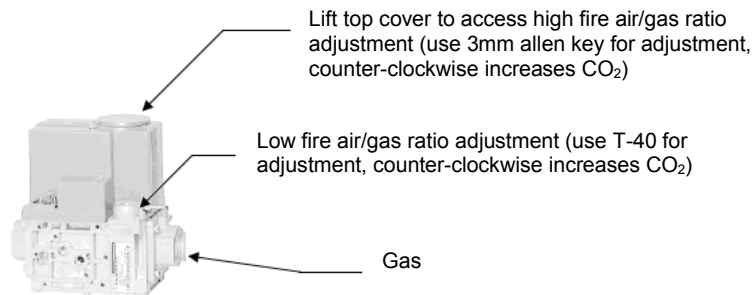 Lift top cover to access high fire air/gas ratio
adjustment (use 3mm allen key for adjustment,
counter-clockwise increases CO₂)
Low fire air/gas ratio adjustment (use T-40 for
adjustment, counter-clockwise increases CO₂)
Gas